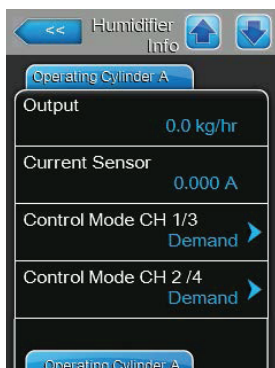 <<
Humidifier
Info
Operating Cylinder A
Output
0.0 kg/hr
Current Sensor
0.000 A
Control Mode CH 1/3
Demand
Control Mode CH 2 /4
Demand
Operating Cylinder A